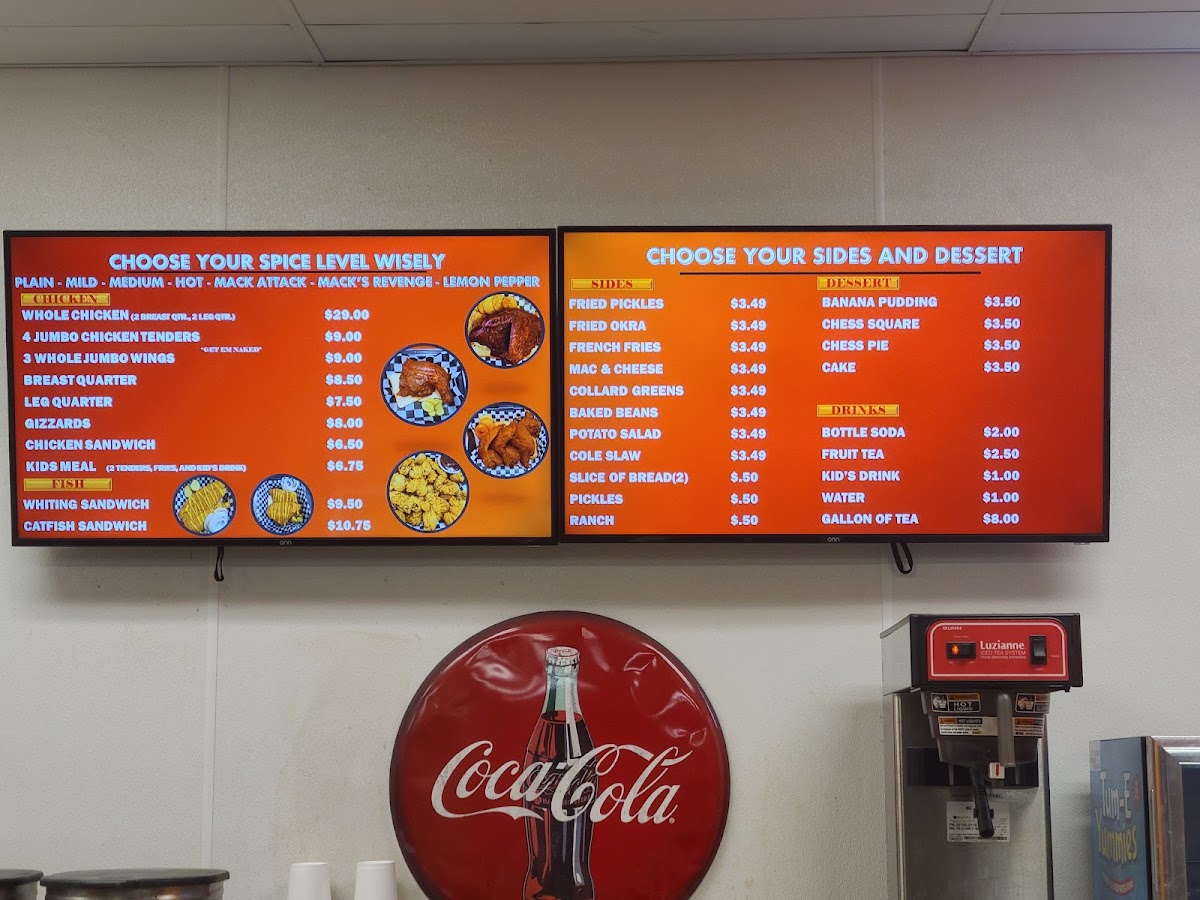 CHOOSE YOUR SPICE LEVEL WISELY
PLAIN - MILD - MEDIUM - HOT - MACK ATTACK - MACK'S REVENGE - LEMON PEPPER
CHICKEN
WHOLE CHICKEN (2 BREAST QTR., 2 LEG QTR.) $29.00
4 JUMBO CHICKEN TENDERS $9.00
"GET EM NAKED"
3 WHOLE JUMBO WINGS $9.00
BREAST QUARTER $8.50
LEG QUARTER $7.50
GIZZARDS $8.00
CHICKEN SANDWICH $6.50
KIDS MEAL (2 TENDERS, FRIES, AND KID'S DRINK) $6.75
FISH
WHITING SANDWICH $9.50
CATFISH SANDWICH $10.75
onn
CHOOSE YOUR SIDES AND DESSERT
SIDES
FRIED PICKLES $3.49
FRIED OKRA $3.49
FRENCH FRIES $3.49
MAC & CHEESE $3.49
COLLARD GREENS $3.49
BAKED BEANS $3.49
POTATO SALAD $3.49
COLE SLAW $3.49
SLICE OF BREAD(2) $.50
PICKLES $.50
RANCH $.50
DESSERT
BANANA PUDDING $3.50
CHESS SQUARE $3.50
CHESS PIE $3.50
CAKE $3.50
DRINKS
BOTTLE SODA $2.00
FRUIT TEA $2.50
KID'S DRINK $1.00
WATER $1.00
GALLON OF TEA $8.00
onn
Coca-Cola
BUNN
Luzianne
ICED TEA SYSTEM
HOT
LIQUID
Tum-E
Yummies